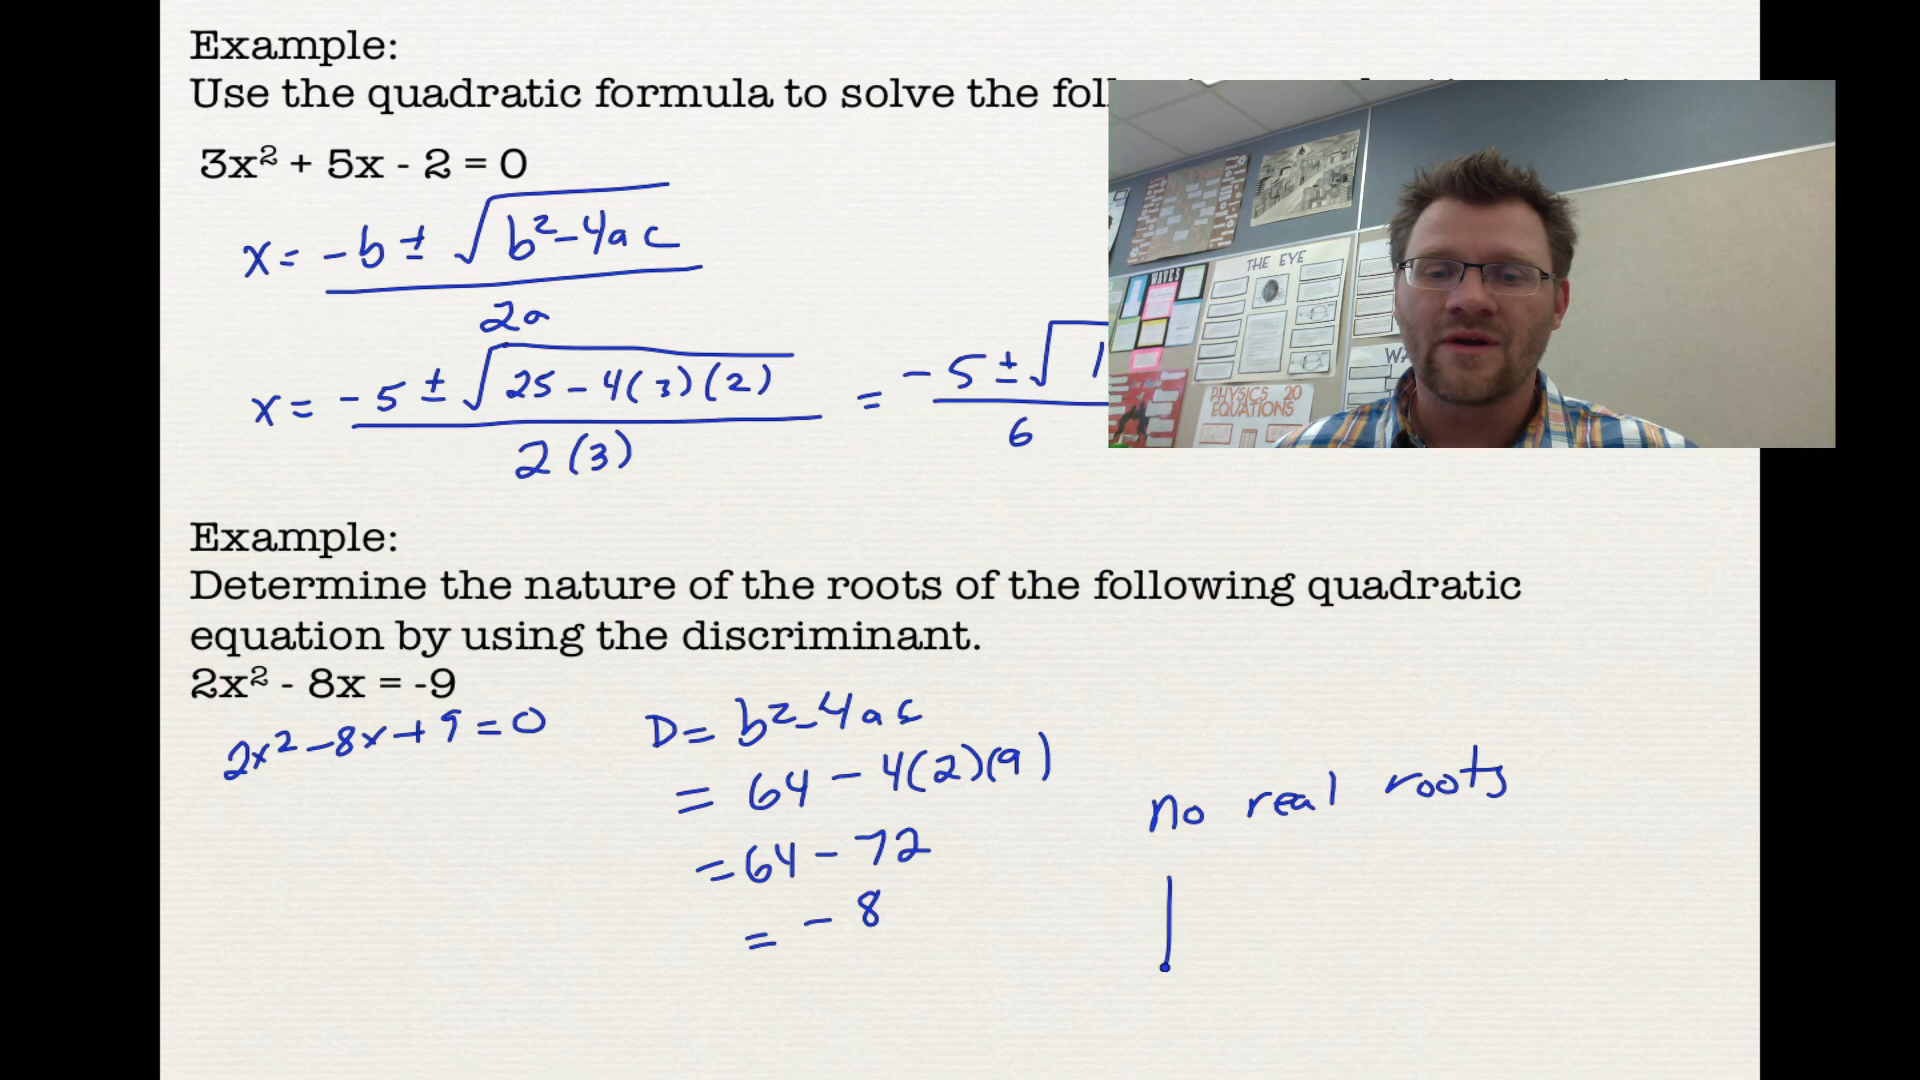 Example:
Use the quadratic formula to solve the
3x² + 5x - 2 = 0
x = -b ± √b²-4ac
2a
x = -5 ± √25 - 4(3)(2) = -5 ± √1
2(3) 6
THE EYE
WAVES
PHYSICS 20
EQUATIONS
Example:
Determine the nature of the roots of the following quadratic
equation by using the discriminant.
2x² - 8x = -9
2x² - 8x + 9 = 0
D = b² - 4ac
= 64 - 4(2)(9)
= 64 - 72
= - 8
no real roots